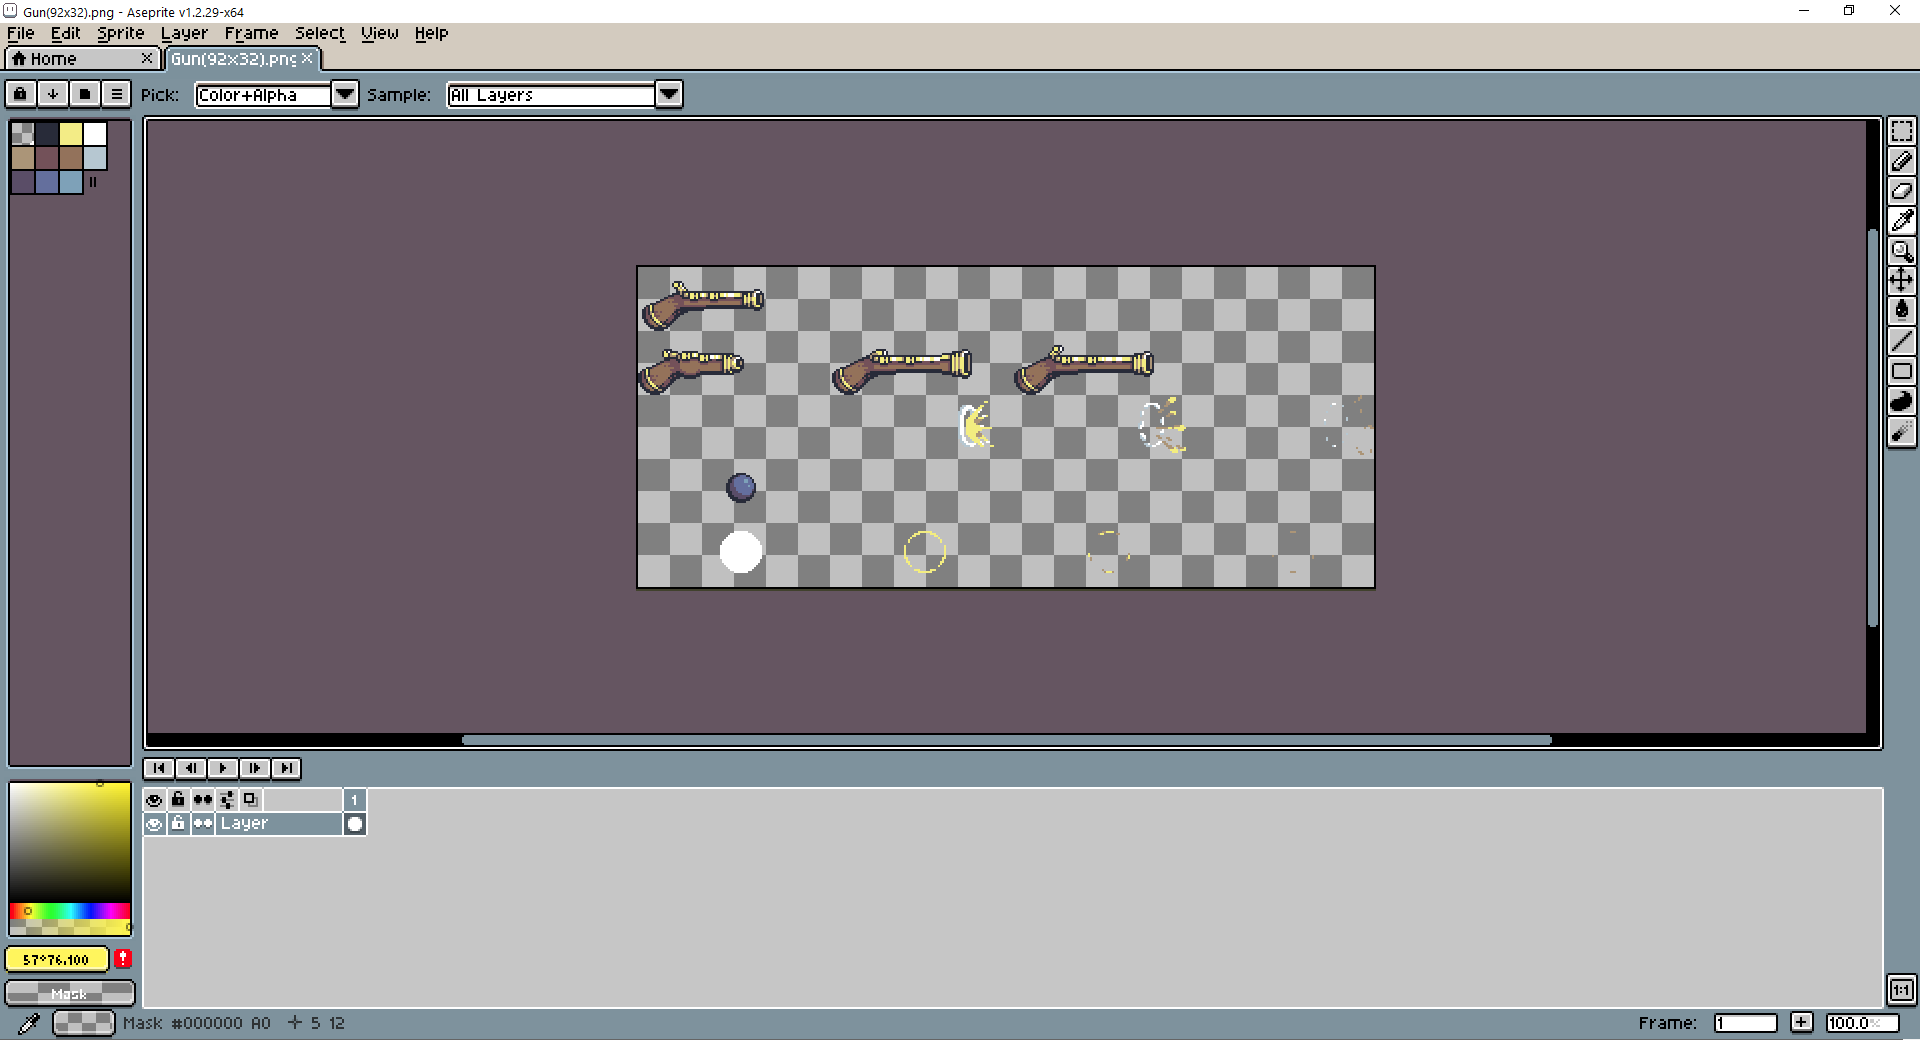 Gun(92x32).png - Aseprite v1.2.29-x64
File Edit Sprite Layer Frame Select View Help
Home Gun(92x32).png
Pick: Color+Alpha Sample: All Layers
1
Layer
57°76.100
Mask
1:1
Mask #000000 A0 5 12 Frame: 1 100.0%